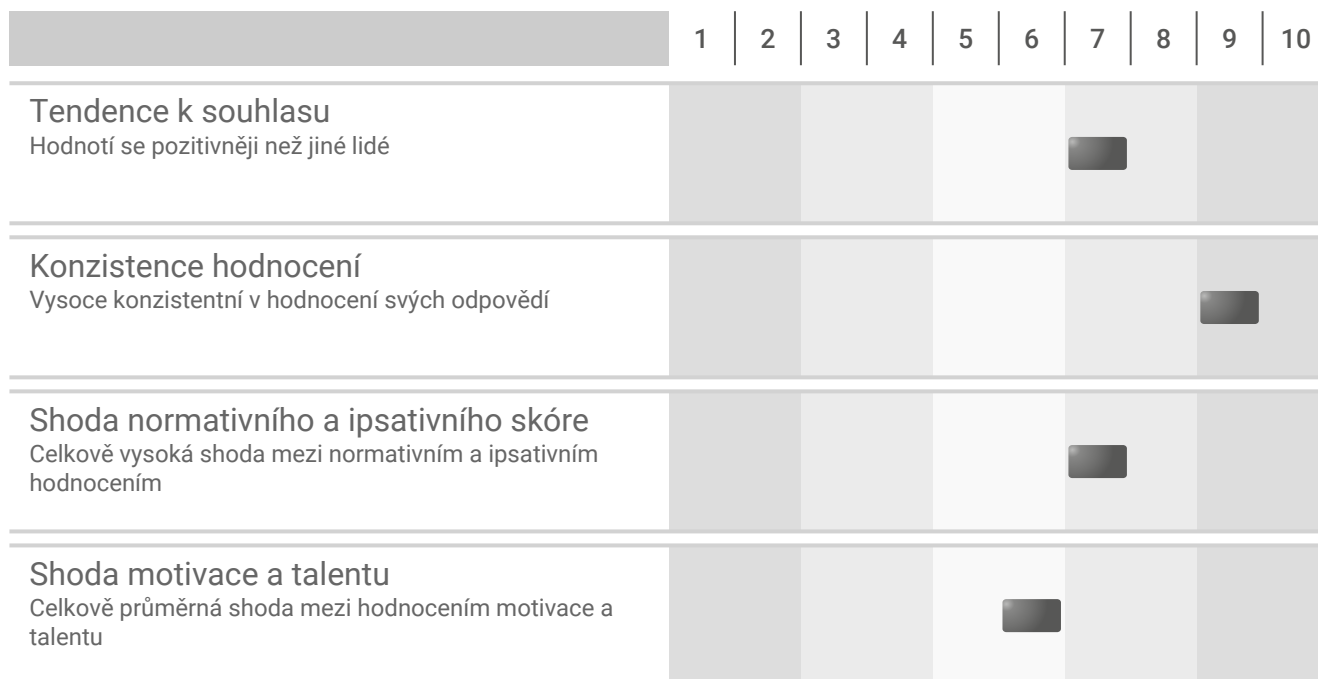 1 2 3 4 5 6 7 8 9 10
Tendence k souhlasu
Hodnotí se pozitivněji než jiné lidé
Konzistence hodnocení
Vysoce konzistentní v hodnocení svých odpovědí
Shoda normativního a ipsativního skóre
Celkově vysoká shoda mezi normativním a ipsativním
hodnocením
Shoda motivace a talentu
Celkově průměrná shoda mezi hodnocením motivace a
talentu